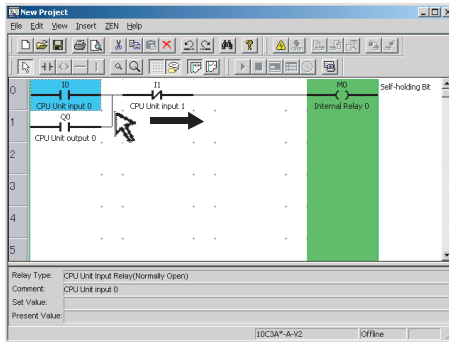 New Project
File Edit View Insert ZEN Help
0
I0
I1
M0
Self-holding Bit
CPU Unit input 0
CPU Unit input 1
Internal Relay 0
1
Q0
CPU Unit output 0
2
3
4
5
Relay Type: CPU Unit Input Relay(Normally Open)
Comment: CPU Unit input 0
Set Value:
Present Value:
10C3A*-A-V2 Offline